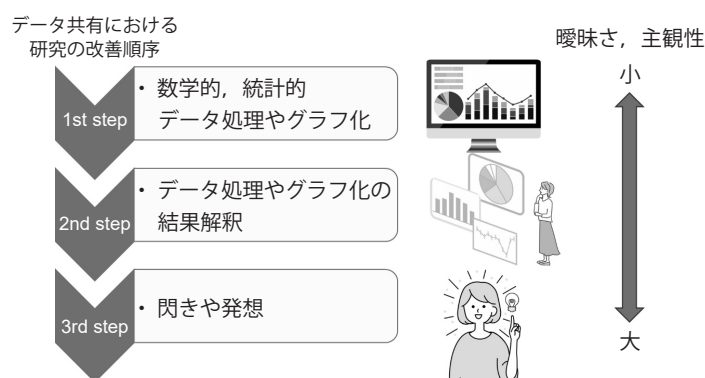 データ共有における
研究の改善順序
曖昧さ，主観性
小
1st step
・ 数学的，統計的
データ処理やグラフ化
2nd step
・ データ処理やグラフ化の
結果解釈
3rd step
・ 閃きや発想
大